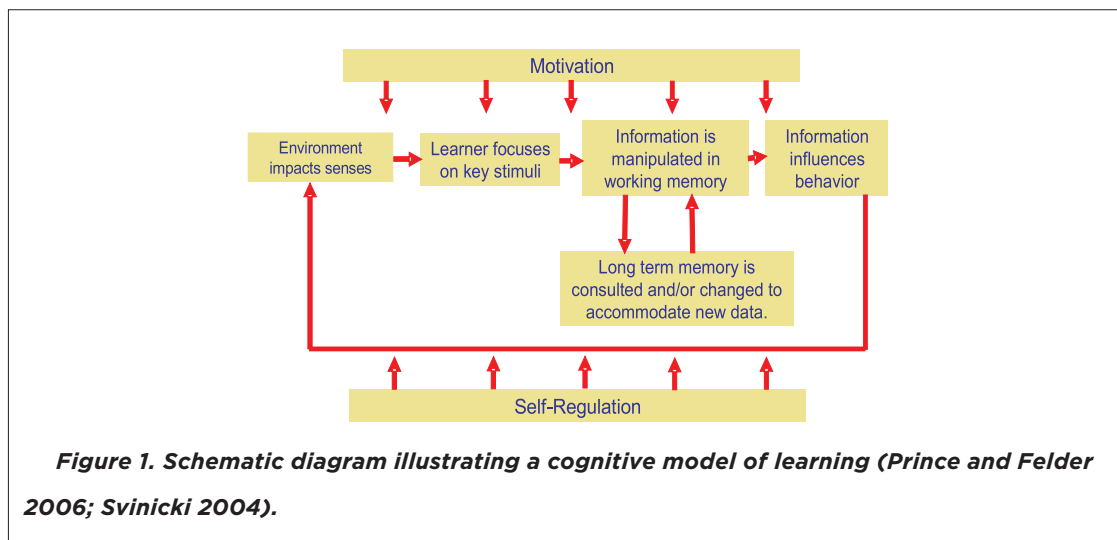 Motivation
Environment
impacts senses
Learner focuses
on key stimuli
Information is
manipulated in
working memory
Information
influences
behavior
Long term memory is
consulted and/or changed to
accommodate new data.
Self-Regulation
Figure 1. Schematic diagram illustrating a cognitive model of learning (Prince and Felder
2006; Svinicki 2004).